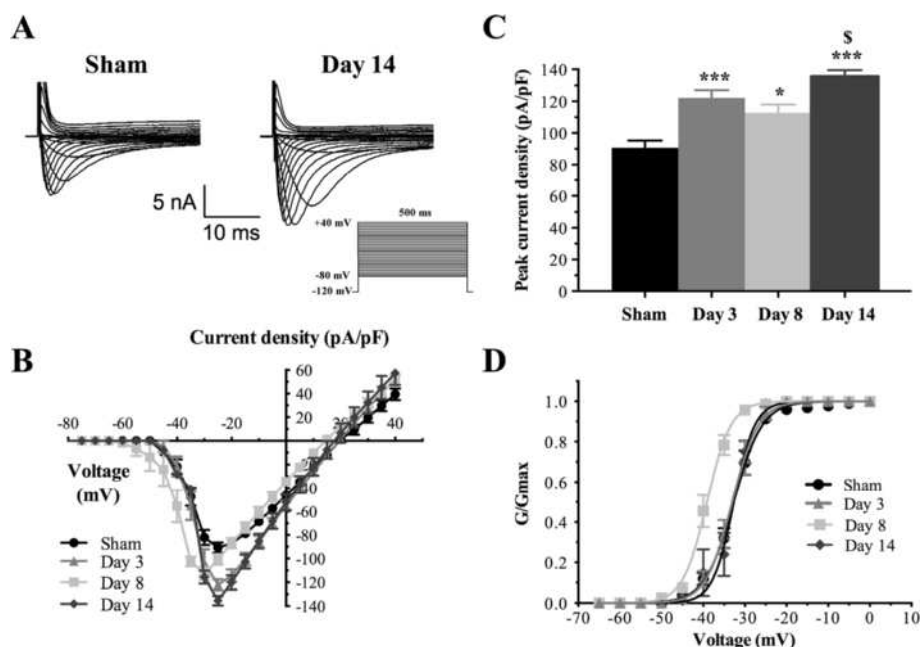 A
Sham
Day 14
5 nA
10 ms
500 ms
+40 mV
-80 mV
-120 mV
C
Peak current density (pA/pF)
140
120
100
80
60
40
20
0
***
*
$
***
Sham
Day 3
Day 8
Day 14
B
Current density (pA/pF)
60
40
20
-80
-60
-40
-20
20
40
Voltage
(mV)
-20
-40
-60
-80
-100
-120
-140
Sham
Day 3
Day 8
Day 14
D
G/Gmax
1.0
0.8
0.6
0.4
0.2
0.0
-70
-60
-50
-40
-30
-20
-10
0
10
Voltage (mV)
Sham
Day 3
Day 8
Day 14